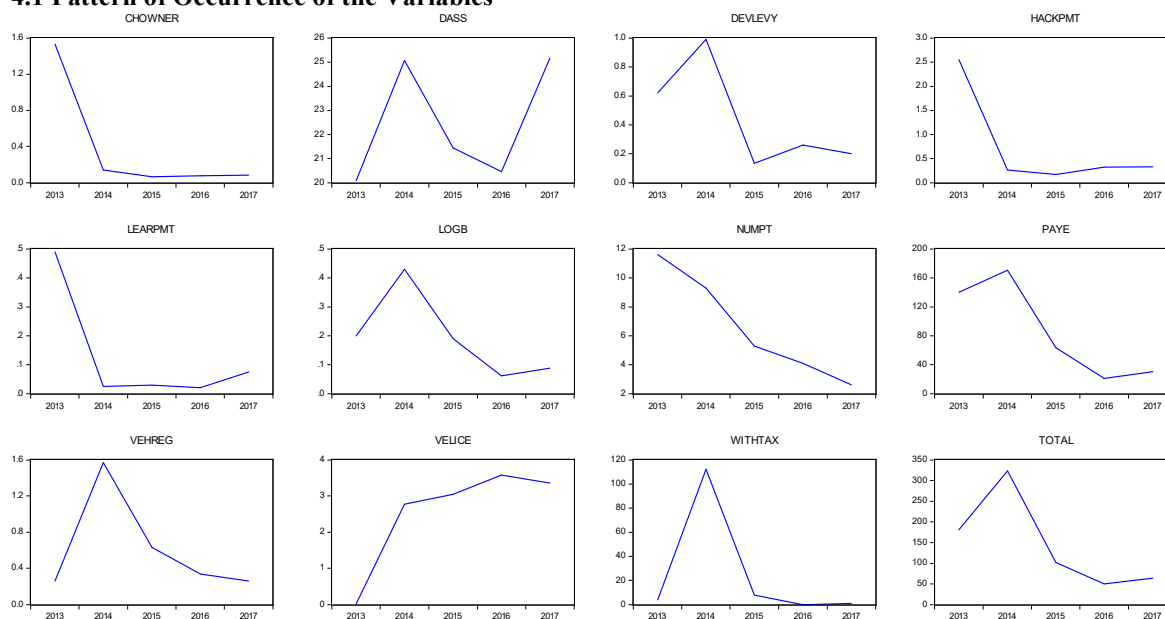 4.1 Pattern of Occurrence of the Variables
CHOWNER
1.6
1.2
0.8
0.4
0.0
2013 2014 2015 2016 2017
DASS
26
25
24
23
22
21
20
2013 2014 2015 2016 2017
DEVLEVY
1.0
0.8
0.6
0.4
0.2
0.0
2013 2014 2015 2016 2017
HACKPMT
3.0
2.5
2.0
1.5
1.0
0.5
0.0
2013 2014 2015 2016 2017
LEARPMT
.5
.4
.3
.2
.1
.0
2013 2014 2015 2016 2017
LOGB
.5
.4
.3
.2
.1
.0
2013 2014 2015 2016 2017
NUMPT
12
10
8
6
4
2
2013 2014 2015 2016 2017
PAYE
200
160
120
80
40
0
2013 2014 2015 2016 2017
VEHREG
1.6
1.2
0.8
0.4
0.0
2013 2014 2015 2016 2017
VELICE
4
3
2
1
0
2013 2014 2015 2016 2017
WITHTAX
120
100
80
60
40
20
0
2013 2014 2015 2016 2017
TOTAL
350
300
250
200
150
100
50
0
2013 2014 2015 2016 2017